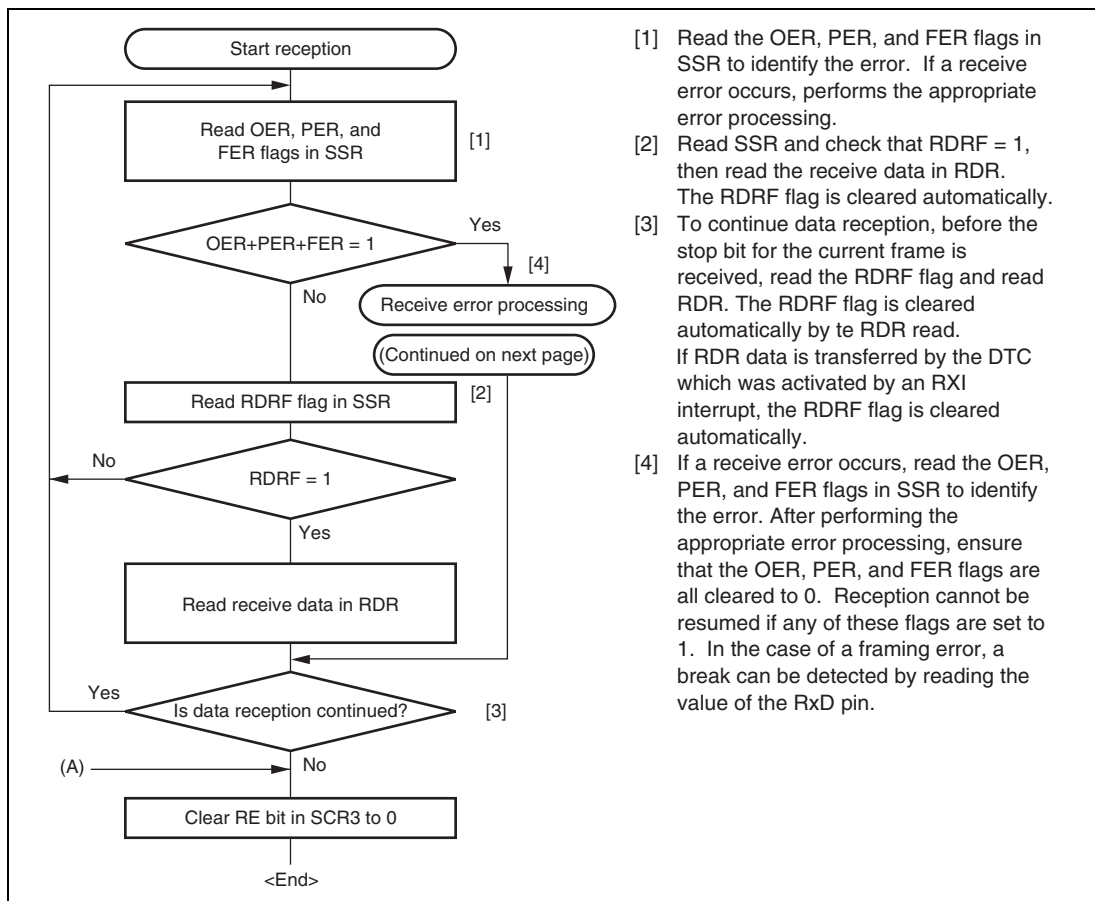 Start reception
Read OER, PER, and
FER flags in SSR
[1]
OER+PER+FER = 1
Yes
[4]
No
Receive error processing
(Continued on next page)
Read RDRF flag in SSR
[2]
No
RDRF = 1
Yes
Read receive data in RDR
Yes
Is data reception continued?
[3]
(A)
No
Clear RE bit in SCR3 to 0
<End>
[1] Read the OER, PER, and FER flags in
SSR to identify the error. If a receive
error occurs, performs the appropriate
error processing.
[2] Read SSR and check that RDRF = 1,
then read the receive data in RDR.
The RDRF flag is cleared automatically.
[3] To continue data reception, before the
stop bit for the current frame is
received, read the RDRF flag and read
RDR. The RDRF flag is cleared
automatically by te RDR read.
If RDR data is transferred by the DTC
which was activated by an RXI
interrupt, the RDRF flag is cleared
automatically.
[4] If a receive error occurs, read the OER,
PER, and FER flags in SSR to identify
the error. After performing the
appropriate error processing, ensure
that the OER, PER, and FER flags are
all cleared to 0. Reception cannot be
resumed if any of these flags are set to
1. In the case of a framing error, a
break can be detected by reading the
value of the RxD pin.